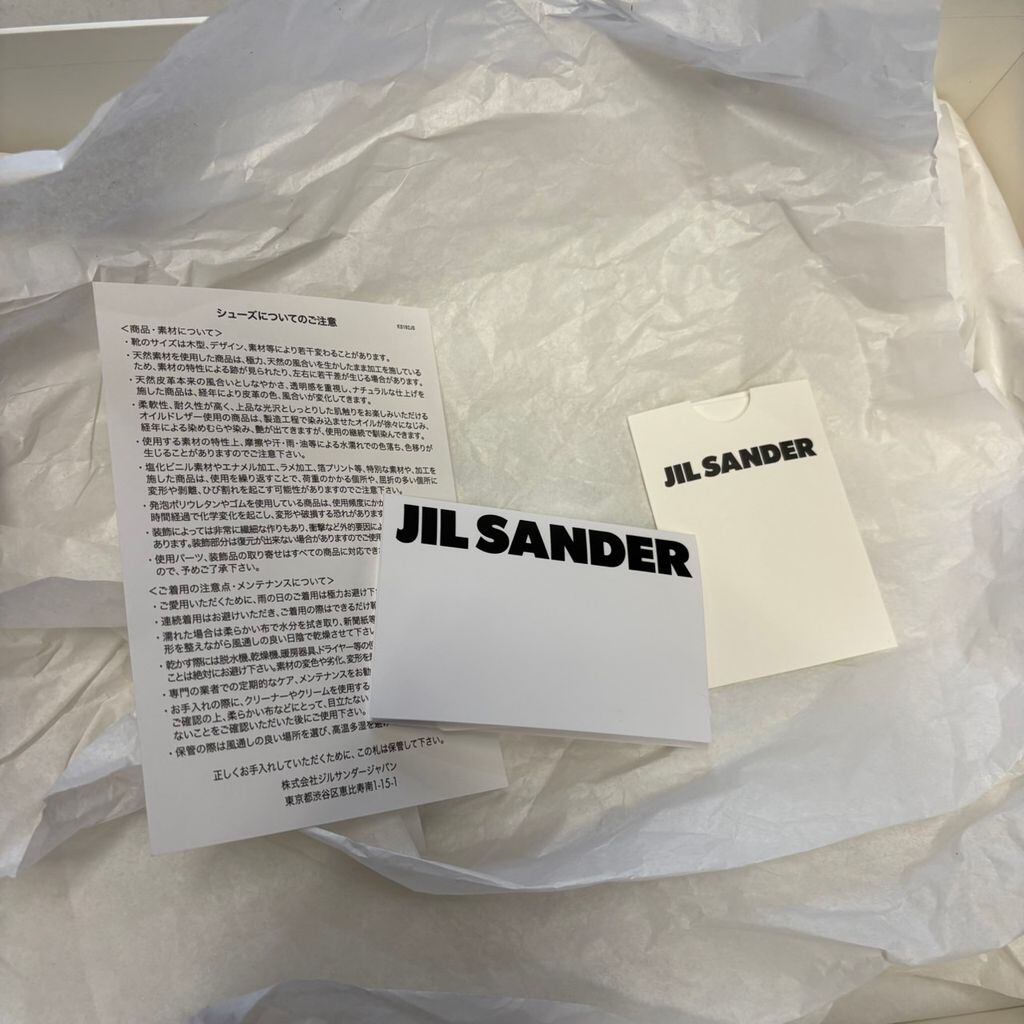 シューズについてのご注意
<商品・素材について>
・靴のサイズは木型、デザイン、素材等により若干変わることがあります。
・天然素材を使用した商品は、極力、天然の風合いを生かしたまま加工を施している
ため、素材の特性による跡が見られたり、左右に若干差が生じる場合があります。
・天然皮革本来の風合いとしなやかさ、透明感を重視し、ナチュラルな仕上げを
施した商品は、経年により皮革の色、風合いが変化してきます。
・柔軟性、耐久性が高く、上品な光沢としっとりした肌触りをお楽しみいただける
オイルドレザー使用の商品は、製造工程で染み込ませたオイルが徐々になじみ、
経年による染めむらや染み、艶が出てきますが、使用の継続で馴染んできます。
・使用する素材の特性上、摩擦や汗・雨・油等による水濡れでの色落ち、色移りが
生じることがありますのでご注意下さい。
・塩化ビニル素材やエナメル加工、ラメ加工、箔プリント等、特別な素材や、加工を
施した商品は、使用を繰り返すことで、荷重のかかる個所や、屈折の多い個所に
変形や剥離、ひび割れを起こす可能性がありますのでご注意下さい。
・発泡ポリウレタンやゴムを使用している商品は、使用頻度にか
時間経過で化学変化を起こし、変形や破損する恐れがあります
・装飾によっては非常に繊細な作りもあり、衝撃など外的要因に
あります。装飾部分は復元が出来ない場合がありますのでご使用
・使用パーツ、装飾品の取り寄せはすべての商品に対応でき
ので、予めご了承下さい。
<ご着用の注意点・メンテナンスについて>
・ご愛用いただくために、雨の日のご着用は極力お避け下
・連続着用はお避けいただき、ご着用の際はできるだけ靴
・濡れた場合は柔らかい布で水分を拭き取り、新聞紙等
形を整えながら風通しの良い日陰で乾燥させて下さい
・乾かす際には脱水機、乾燥機、暖房器具、ドライヤー等の使
ことは絶対にお避け下さい。素材の変色や劣化、変形を
・専門の業者での定期的なケア、メンテナンスをお勧
・お手入れの際に、クリーナーやクリームを使用する
ご確認の上、柔らかい布などにとって、目立たない
ないことをご確認いただいた後にご使用下さい。
・保管の際は風通しの良い場所を選び、高温多湿を避け
正しくお手入れしていただくために、この札は保管して下さい。
株式会社ジルサンダージャパン
東京都渋谷区恵比寿南1-15-1
JIL SANDER
JIL SANDER